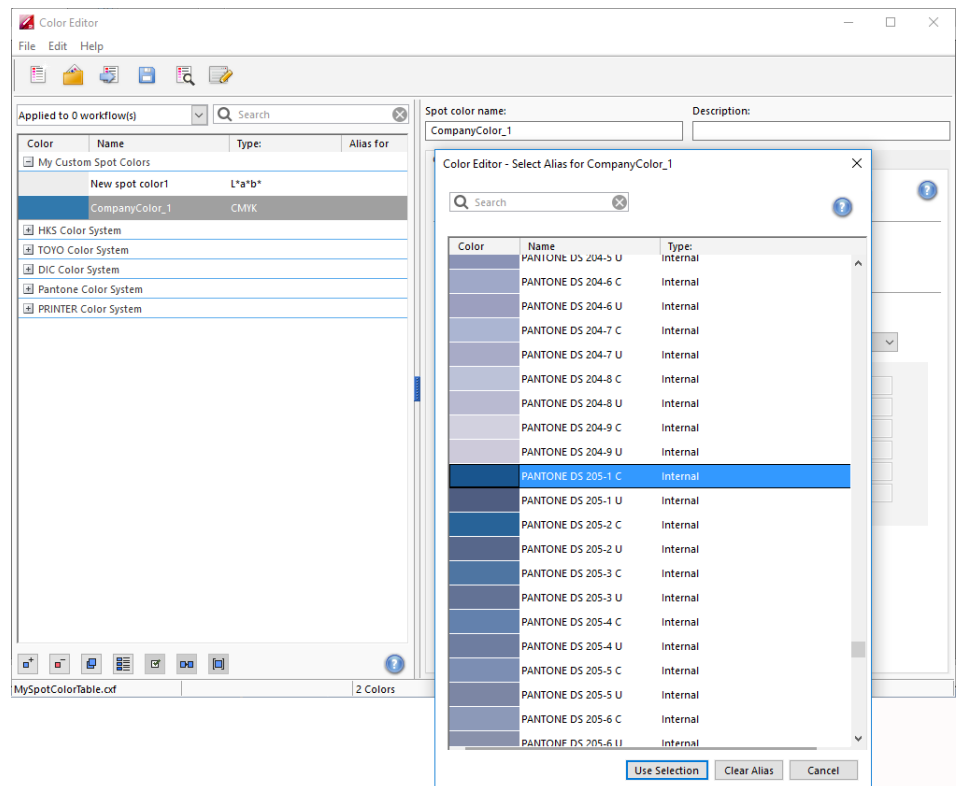 Color Editor
File Edit Help
Applied to 0 workflow(s)
Search
Color Name Type: Alias for
My Custom Spot Colors
New spot color1 L*a*b*
CompanyColor_1 CMYK
HKS Color System
TOYO Color System
DIC Color System
Pantone Color System
PRINTER Color System
MySpotColorTable.cxf 2 Colors
Spot color name: Description:
CompanyColor_1
Color Editor - Select Alias for CompanyColor_1
Search
Color Name Type:
PANTONE DS 204-5 U Internal
PANTONE DS 204-6 C Internal
PANTONE DS 204-6 U Internal
PANTONE DS 204-7 C Internal
PANTONE DS 204-7 U Internal
PANTONE DS 204-8 C Internal
PANTONE DS 204-8 U Internal
PANTONE DS 204-9 C Internal
PANTONE DS 204-9 U Internal
PANTONE DS 205-1 C Internal
PANTONE DS 205-1 U Internal
PANTONE DS 205-2 C Internal
PANTONE DS 205-2 U Internal
PANTONE DS 205-3 C Internal
PANTONE DS 205-3 U Internal
PANTONE DS 205-4 C Internal
PANTONE DS 205-4 U Internal
PANTONE DS 205-5 C Internal
PANTONE DS 205-5 U Internal
PANTONE DS 205-6 C Internal
PANTONE DS 205-6 U Internal
Use Selection Clear Alias Cancel